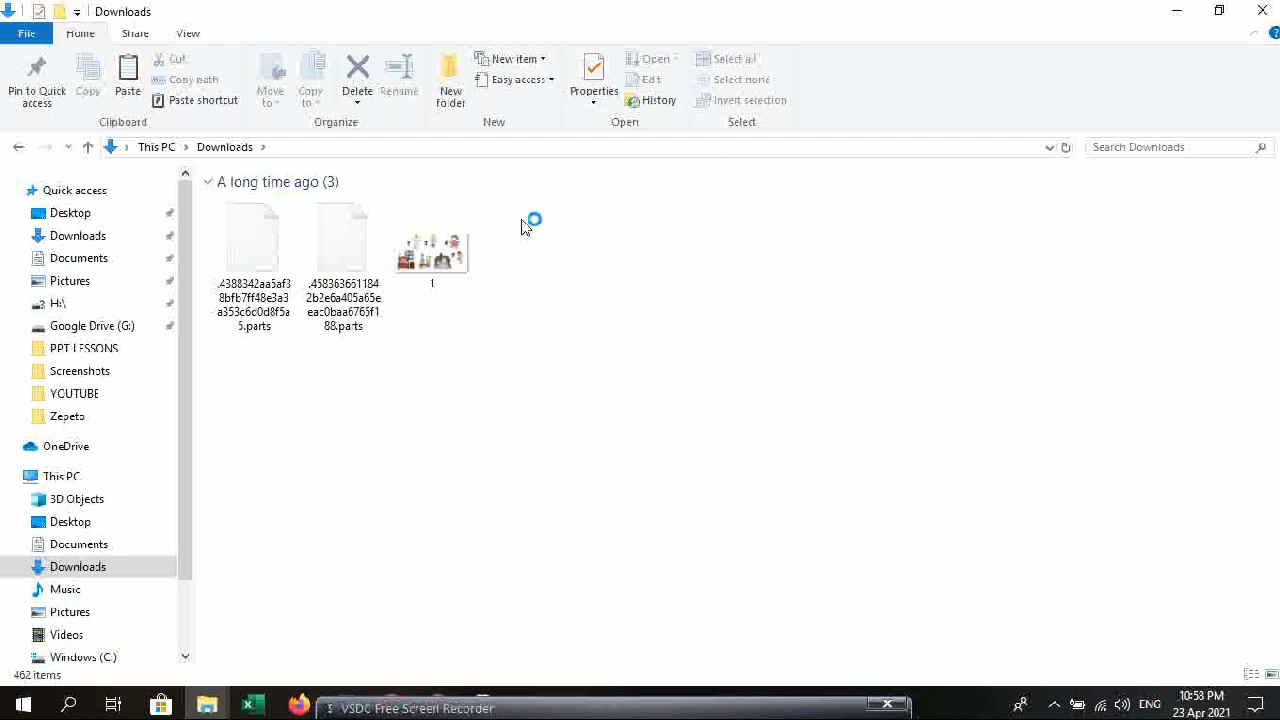 Downloads
File
Home
Share
View
Pin to Quick
access
Copy
Paste
Cut
Copy path
Paste shortcut
Clipboard
Move
to
Copy
to
Delete
Rename
Organize
New
folder
New item
Easy access
New
Properties
Open
Edit
History
Open
Select all
Select none
Invert selection
Select
This PC
Downloads
Search Downloads
Quick access
Desktop
Downloads
Documents
Pictures
H:\
Google Drive (G:)
PPT LESSONS
Screenshots
YOUTUBE
Zepeto
OneDrive
This PC
3D Objects
Desktop
Documents
Downloads
Music
Pictures
Videos
Windows (C:)
A long time ago (3)
.4388342aa5af3
8bfb7ff48e3a3
a353c6d0d8f5a
5.parts
.458363661184
2b2e6a405a65e
eac0baa6765f1
88.parts
1
462 items
VSDC Free Screen Recorder
ENG
10:53 PM
23 Apr 2021